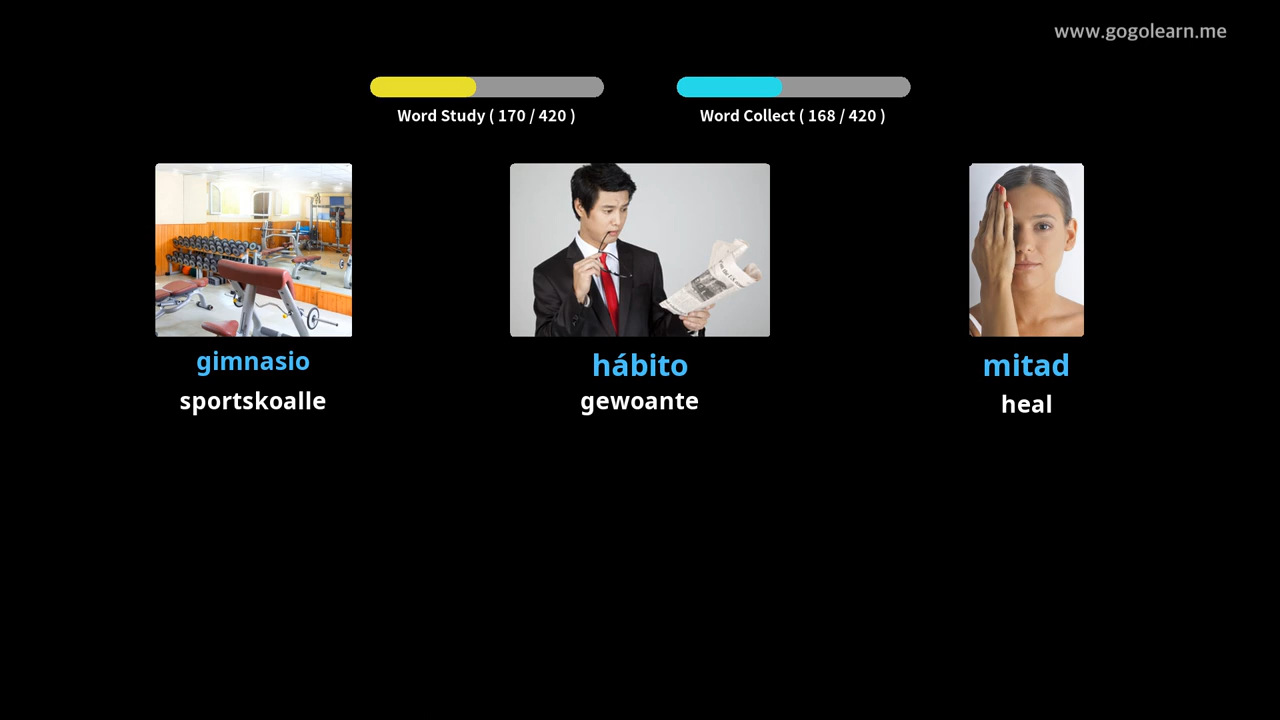 www.gogolearn.me
Word Study ( 170 / 420 )
Word Collect ( 168 / 420 )
gimnasio
sportskoalle
hábito
gewoante
mitad
heal